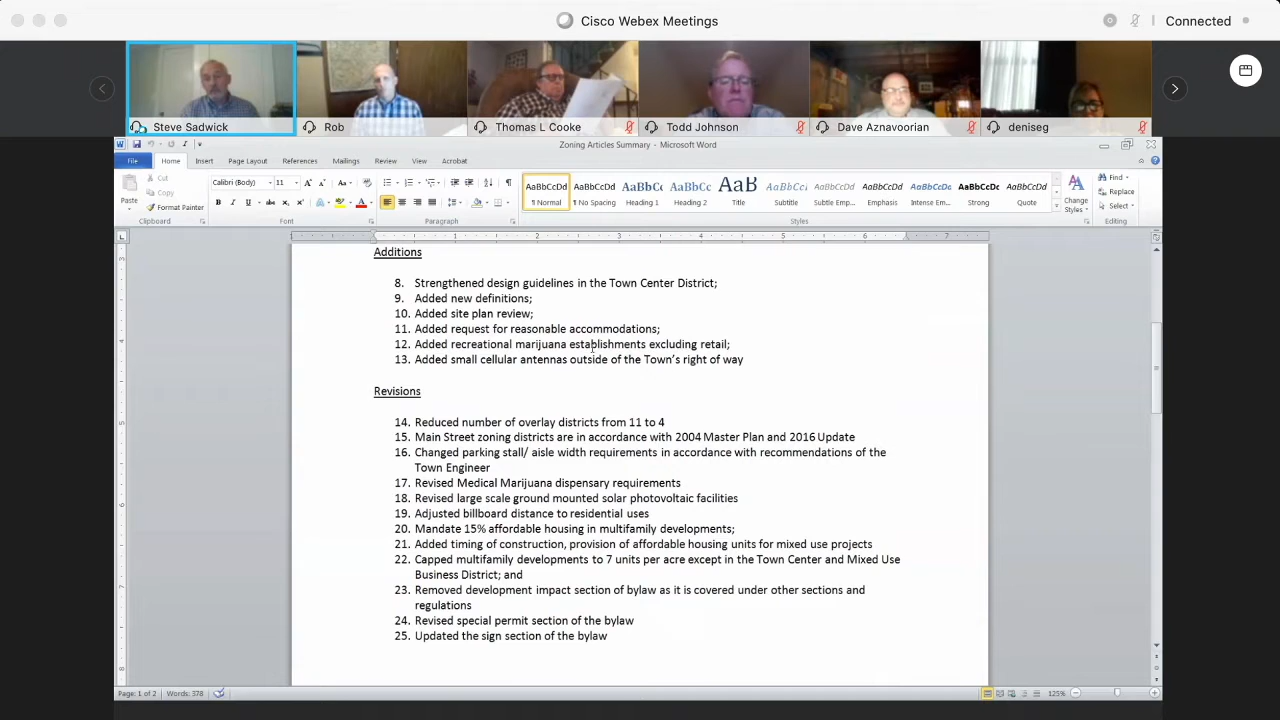 Cisco Webex Meetings
Connected
Steve Sadwick
Rob
Thomas L Cooke
Todd Johnson
Dave Aznavoorian
deniseg
Zoning Articles Summary - Microsoft Word
File Home Insert Page Layout References Mailings Review View Acrobat
Paste
Cut
Copy
Format Painter
Clipboard
Calibri (Body) 11
Font
Paragraph
AaBbCcDd AaBbCcDd AaBbCc AaBbCc AaB AaBbCcDd AaBbCcDd AaBbCcDd AaBbCcDd AaBbCcDd AaBbCcDd
¶ Normal ¶ No Spacing Heading 1 Heading 2 Title Subtitle Subtle Emp... Emphasis Intense Em... Strong Quote
Change Styles
Styles
Find
Replace
Select
Editing
Additions
8. Strengthened design guidelines in the Town Center District;
9. Added new definitions;
10. Added site plan review;
11. Added request for reasonable accommodations;
12. Added recreational marijuana establishments excluding retail;
13. Added small cellular antennas outside of the Town's right of way
Revisions
14. Reduced number of overlay districts from 11 to 4
15. Main Street zoning districts are in accordance with 2004 Master Plan and 2016 Update
16. Changed parking stall/ aisle width requirements in accordance with recommendations of the
Town Engineer
17. Revised Medical Marijuana dispensary requirements
18. Revised large scale ground mounted solar photovoltaic facilities
19. Adjusted billboard distance to residential uses
20. Mandate 15% affordable housing in multifamily developments;
21. Added timing of construction, provision of affordable housing units for mixed use projects
22. Capped multifamily developments to 7 units per acre except in the Town Center and Mixed Use
Business District; and
23. Removed development impact section of bylaw as it is covered under other sections and
regulations
24. Revised special permit section of the bylaw
25. Updated the sign section of the bylaw
Page: 1 of 2 Words: 378
125%